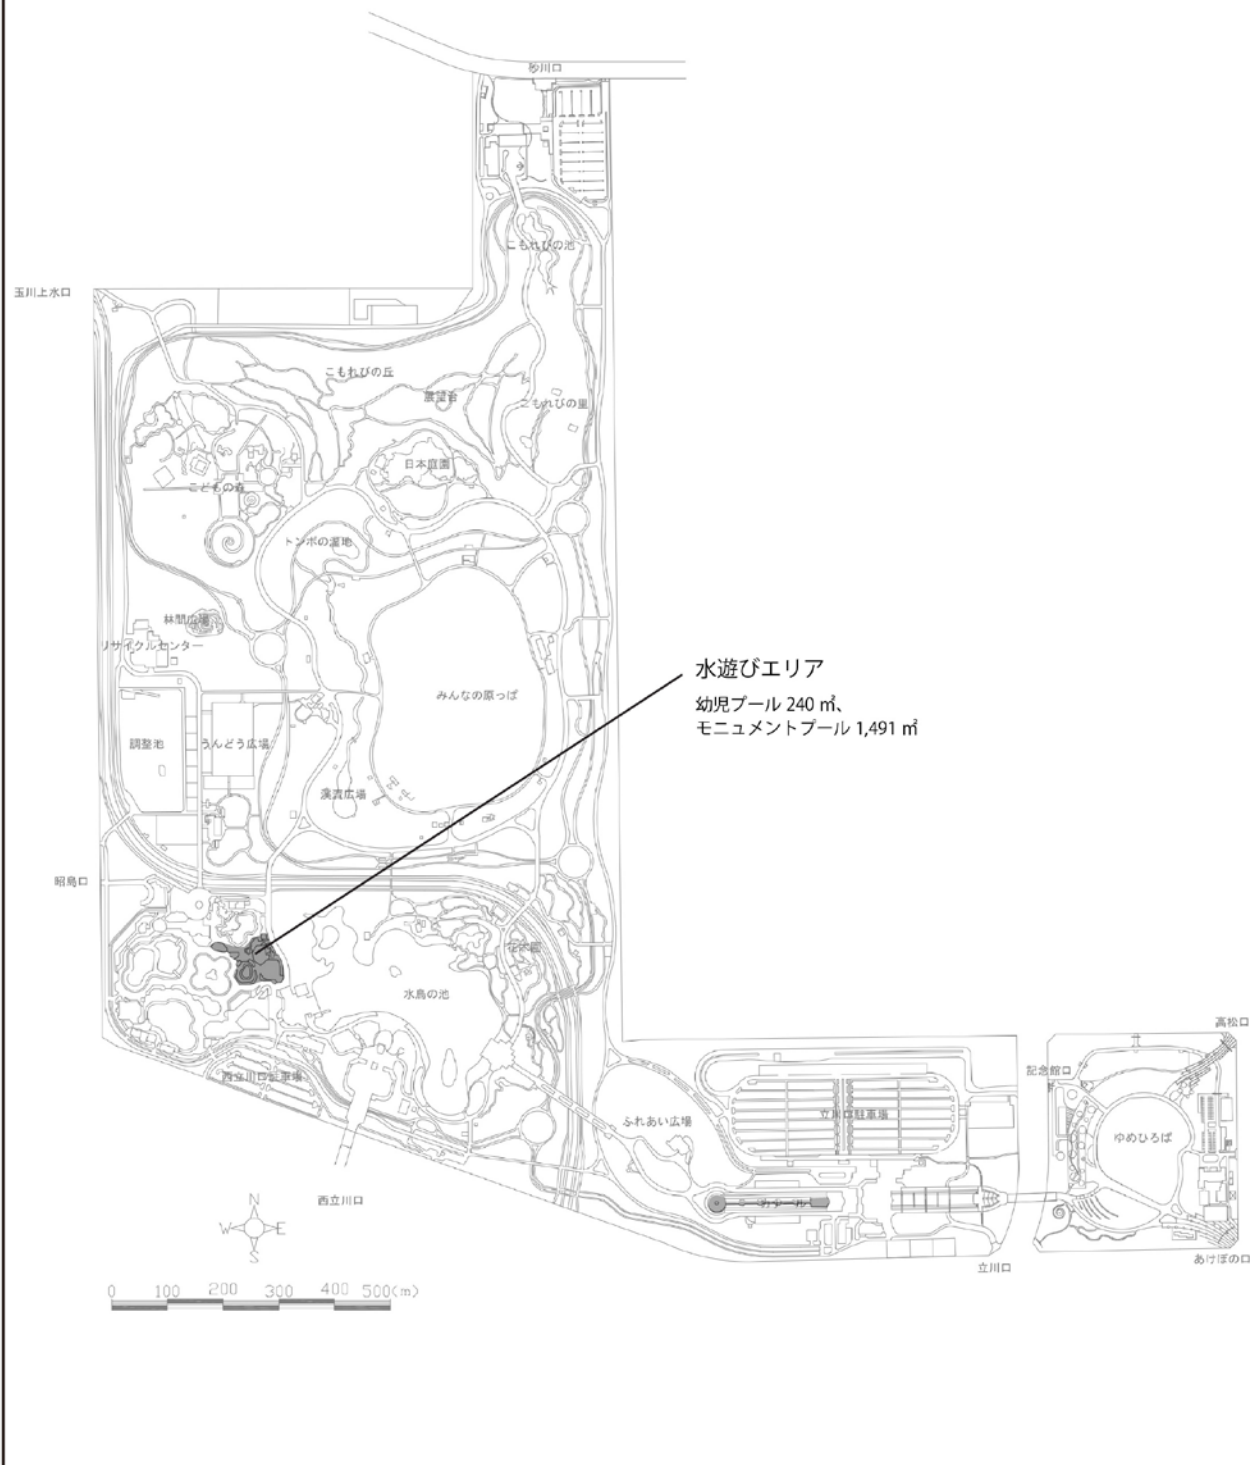 砂川口
こもれびの池
玉川上水口
こもれびの丘
展望台
こもれびの里
日本庭園
こどもの森
トンボの湿地
林間広場
リサイクルセンター
水遊びエリア
幼児プール 240 ㎡、
モニュメントプール 1,491 ㎡
みんなの原っぱ
調整池
うんどう広場
渓流広場
昭島口
花木園
水鳥の池
高松口
記念館口
西立川口駐車場
立川口駐車場
ふれあい広場
ゆめひろば
カナール
西立川口
N
W
E
S
あけぼの口
立川口
0 100 200 300 400 500(m)